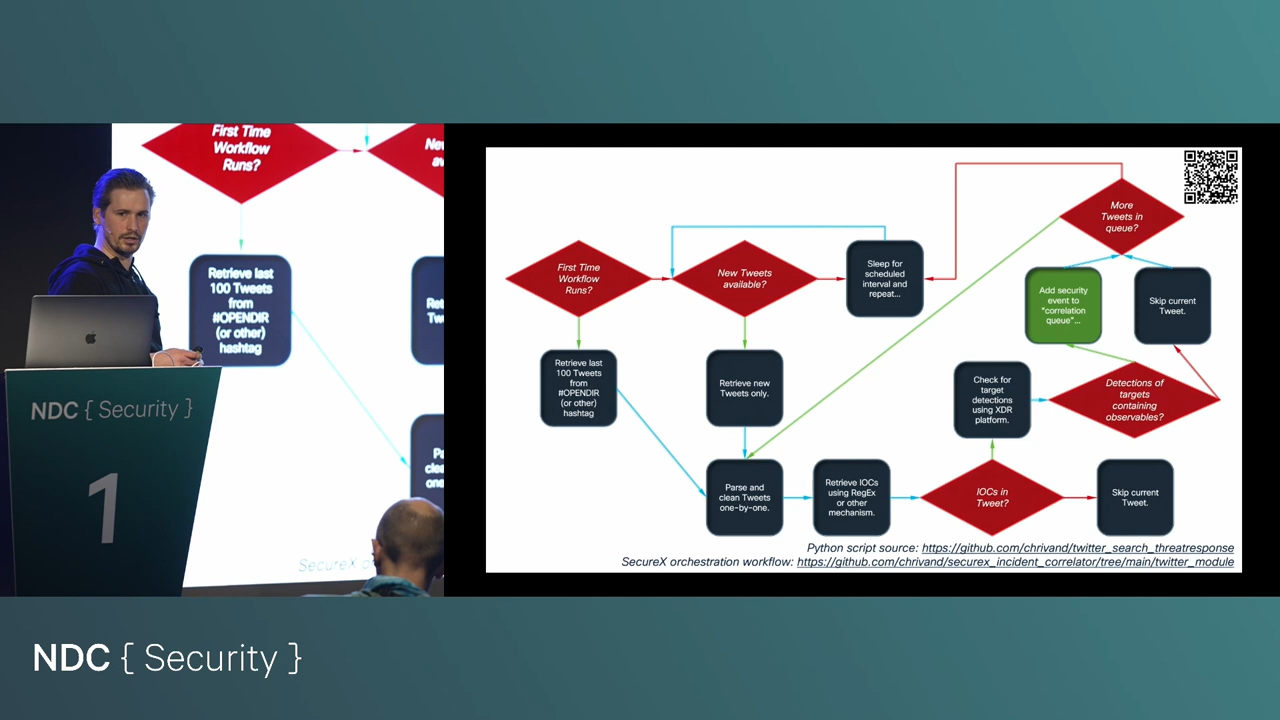 First Time
Workflow
Runs?
Retrieve last
100 Tweets
from
#OPENDIR
(or other)
hashtag
NDC { Security }
1
First Time
Workflow
Runs?
New Tweets
available?
Sleep for
scheduled
interval and
repeat...
More
Tweets in
queue?
Add security
event to
"correlation
queue"...
Skip current
Tweet.
Retrieve last
100 Tweets
from
#OPENDIR
(or other)
hashtag
Retrieve new
Tweets only.
Check for
target
detections
using XDR
platform.
Detections of
targets
containing
observables?
Parse and
clean Tweets
one-by-one.
Retrieve IOCs
using RegEx
or other
mechanism.
IOCs in
Tweet?
Skip current
Tweet.
Python script source: https://github.com/chrivand/twitter_search_threatresponse
SecureX orchestration workflow: https://github.com/chrivand/securex_incident_correlator/tree/main/twitter_module
SecureX
NDC { Security }